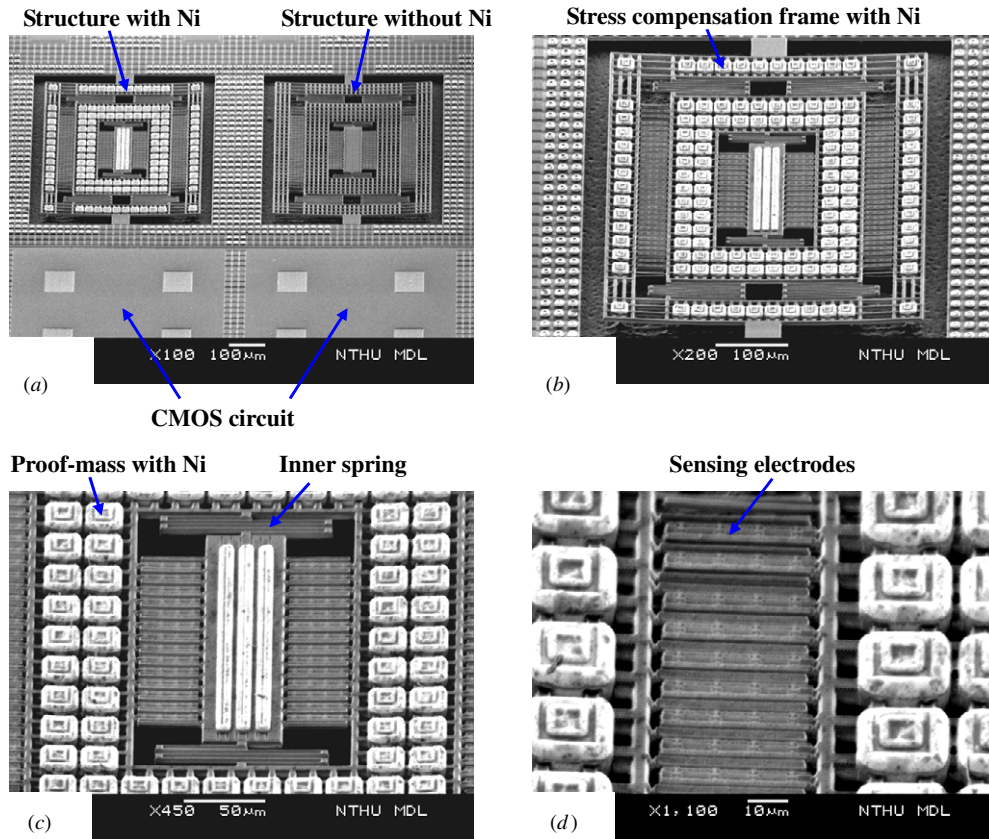 Structure with Ni
Structure without Ni
Stress compensation frame with Ni
X100 100µm NTHU MDL
X200 100µm NTHU MDL
(a)
(b)
CMOS circuit
Proof-mass with Ni
Inner spring
Sensing electrodes
X450 50µm NTHU MDL
X1,100 10µm NTHU MDL
(c)
(d)